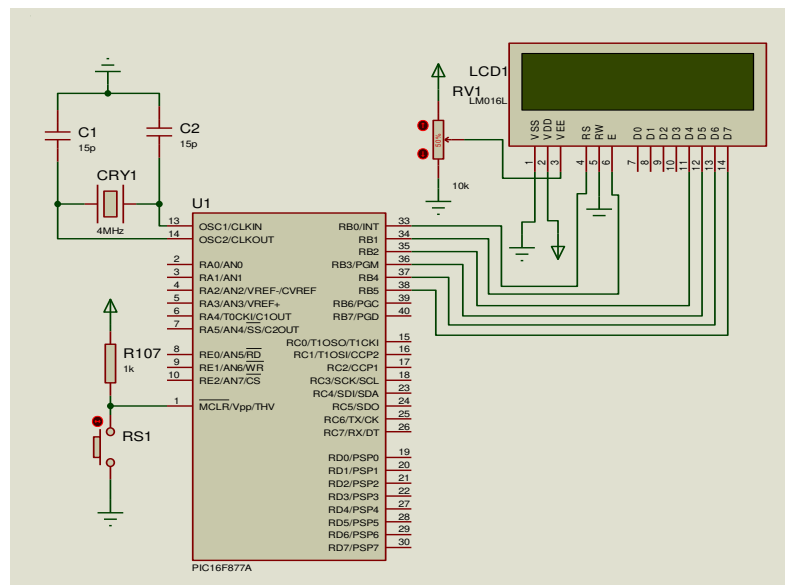 LCD1
LM016L
RV1
50%
10k
VSS
VDD
VEE
RS
RW
E
D0
D1
D2
D3
D4
D5
D6
D7
1
2
3
4
5
6
7
8
9
10
11
12
13
14
C1
15p
C2
15p
CRY1
4MHz
U1
13 OSC1/CLKIN
14 OSC2/CLKOUT
2 RA0/AN0
3 RA1/AN1
4 RA2/AN2/VREF-/CVREF
5 RA3/AN3/VREF+
6 RA4/T0CKI/C1OUT
7 RA5/AN4/SS/C2OUT
8 RE0/AN5/RD
9 RE1/AN6/WR
10 RE2/AN7/CS
1 MCLR/Vpp/THV
RB0/INT 33
RB1 34
RB2 35
RB3/PGM 36
RB4 37
RB5 38
RB6/PGC 39
RB7/PGD 40
RC0/T1OSO/T1CKI 15
RC1/T1OSI/CCP2 16
RC2/CCP1 17
RC3/SCK/SCL 18
RC4/SDI/SDA 23
RC5/SDO 24
RC6/TX/CK 25
RC7/RX/DT 26
RD0/PSP0 19
RD1/PSP1 20
RD2/PSP2 21
RD3/PSP3 22
RD4/PSP4 27
RD5/PSP5 28
RD6/PSP6 29
RD7/PSP7 30
PIC16F877A
R107
1k
RS1